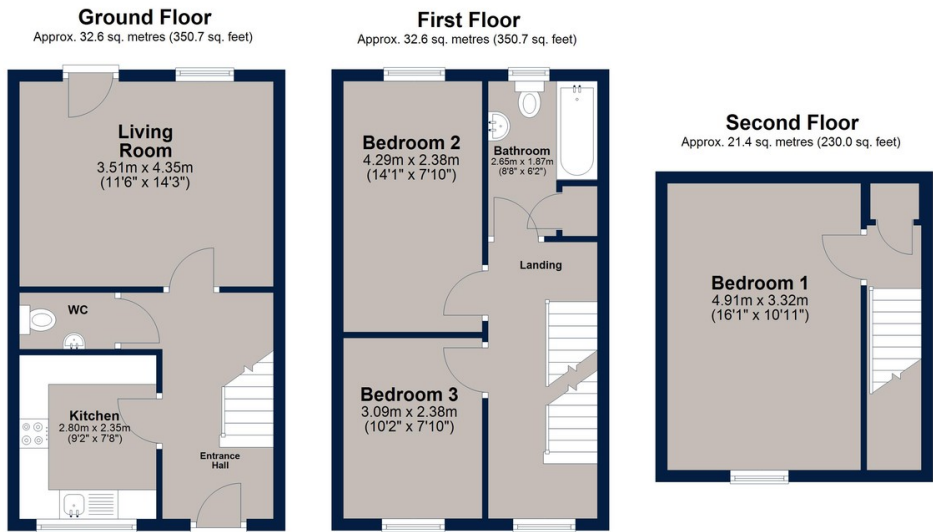 Ground Floor
Approx. 32.6 sq. metres (350.7 sq. feet)
Living
Room
3.51m x 4.35m
(11'6" x 14'3")
WC
Kitchen
2.80m x 2.35m
(9'2" x 7'8")
Entrance
Hall
First Floor
Approx. 32.6 sq. metres (350.7 sq. feet)
Bedroom 2
4.29m x 2.38m
(14'1" x 7'10")
Bathroom
2.65m x 1.87m
(8'8" x 6'2")
Landing
Bedroom 3
3.09m x 2.38m
(10'2" x 7'10")
Second Floor
Approx. 21.4 sq. metres (230.0 sq. feet)
Bedroom 1
4.91m x 3.32m
(16'1" x 10'11")